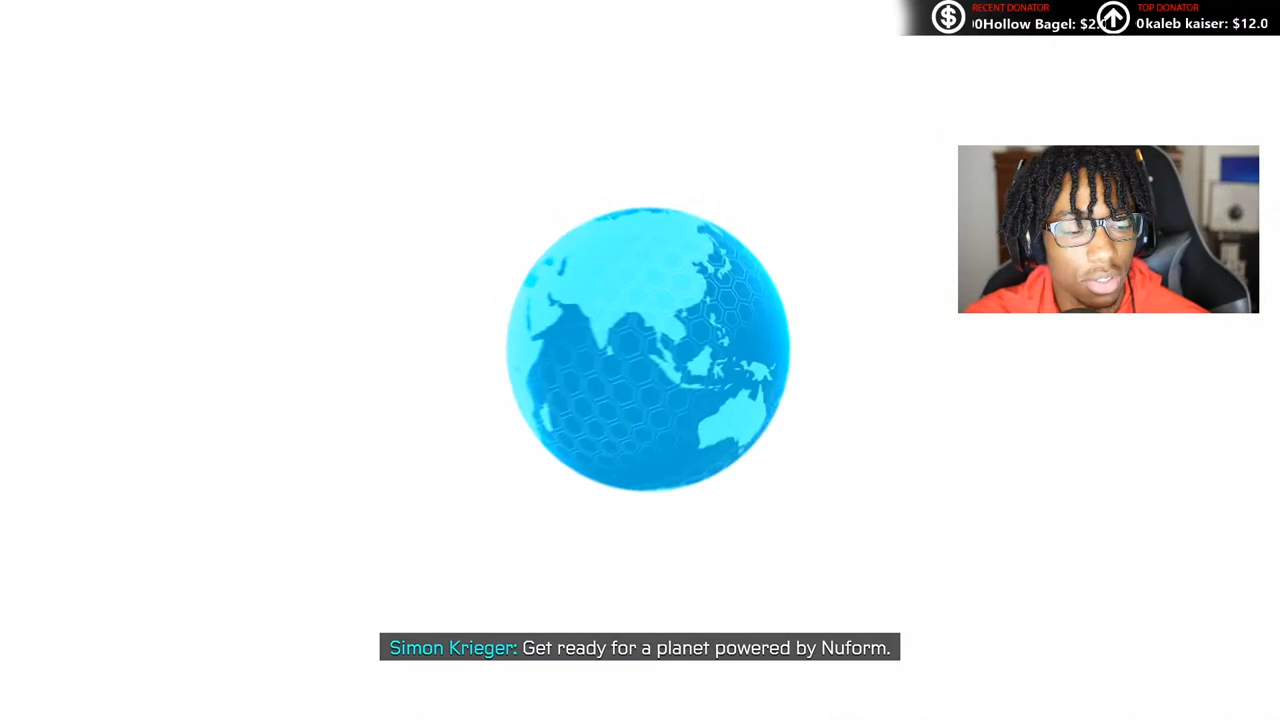 RECENT DONATOR
Hollow Bagel: $2.
TOP DONATOR
0kaleb kaiser: $12.0
Simon Krieger: Get ready for a planet powered by Nuform.